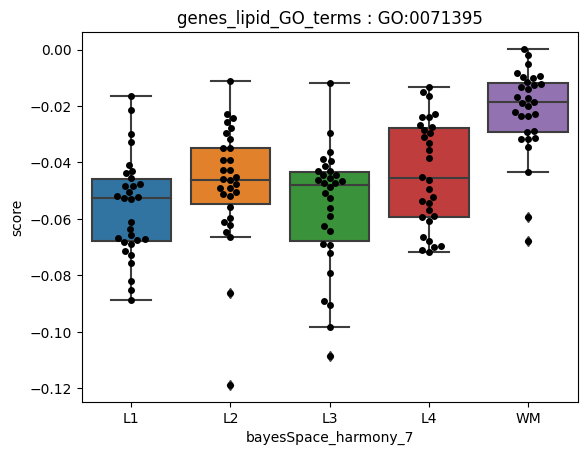 genes_lipid_GO_terms : GO:0071395
0.00
−0.02
−0.04
−0.06
−0.08
−0.10
−0.12
score
L1 L2 L3 L4 WM
bayesSpace_harmony_7